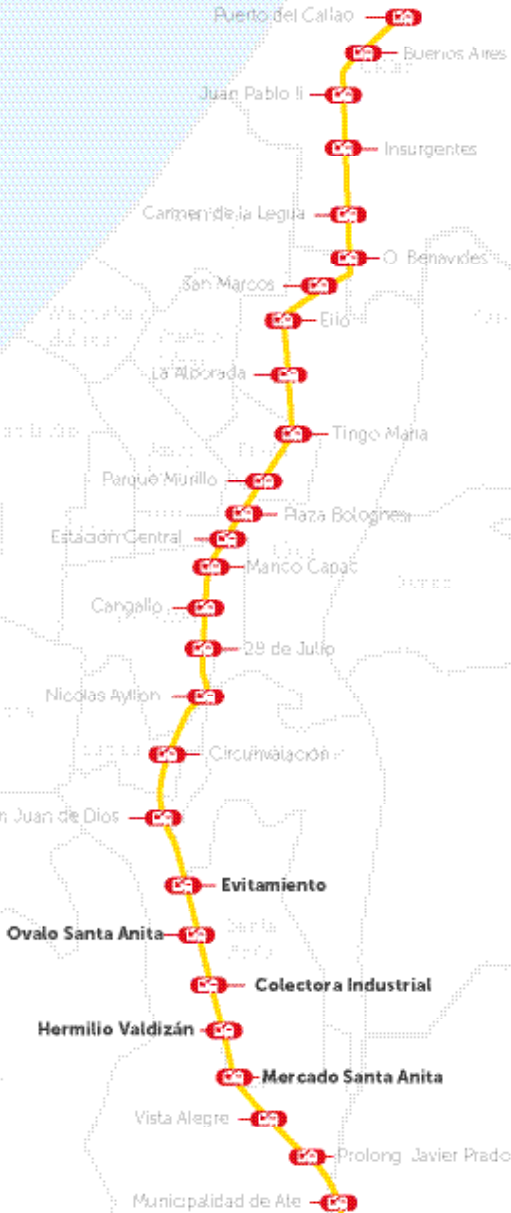 Puerto del Callao
Buenos Aires
Juan Pablo II
Insurgentes
Carmen de la Legua
O. Benavides
San Marcos
Elio
La Alborada
Tingo Maria
Parque Murillo
Plaza Bolognesi
Estación Central
Manco Capac
Cangallo
28 de Julio
Nicolas Ayllon
Circunvalación
n Juan de Dios
Evitamiento
Ovalo Santa Anita
Colectora Industrial
Hermilio Valdizán
Mercado Santa Anita
Vista Alegre
Prolong. Javier Prado
Municipalidad de Ate